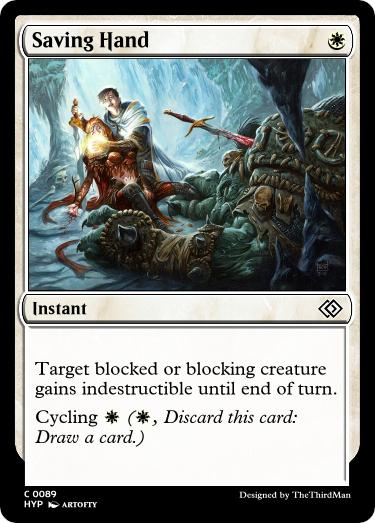 Saving Hand
Instant
Target blocked or blocking creature
gains indestructible until end of turn.
Cycling (, Discard this card:
Draw a card.)
C 0089
Designed by TheThirdMan
HYP ARTOFTY